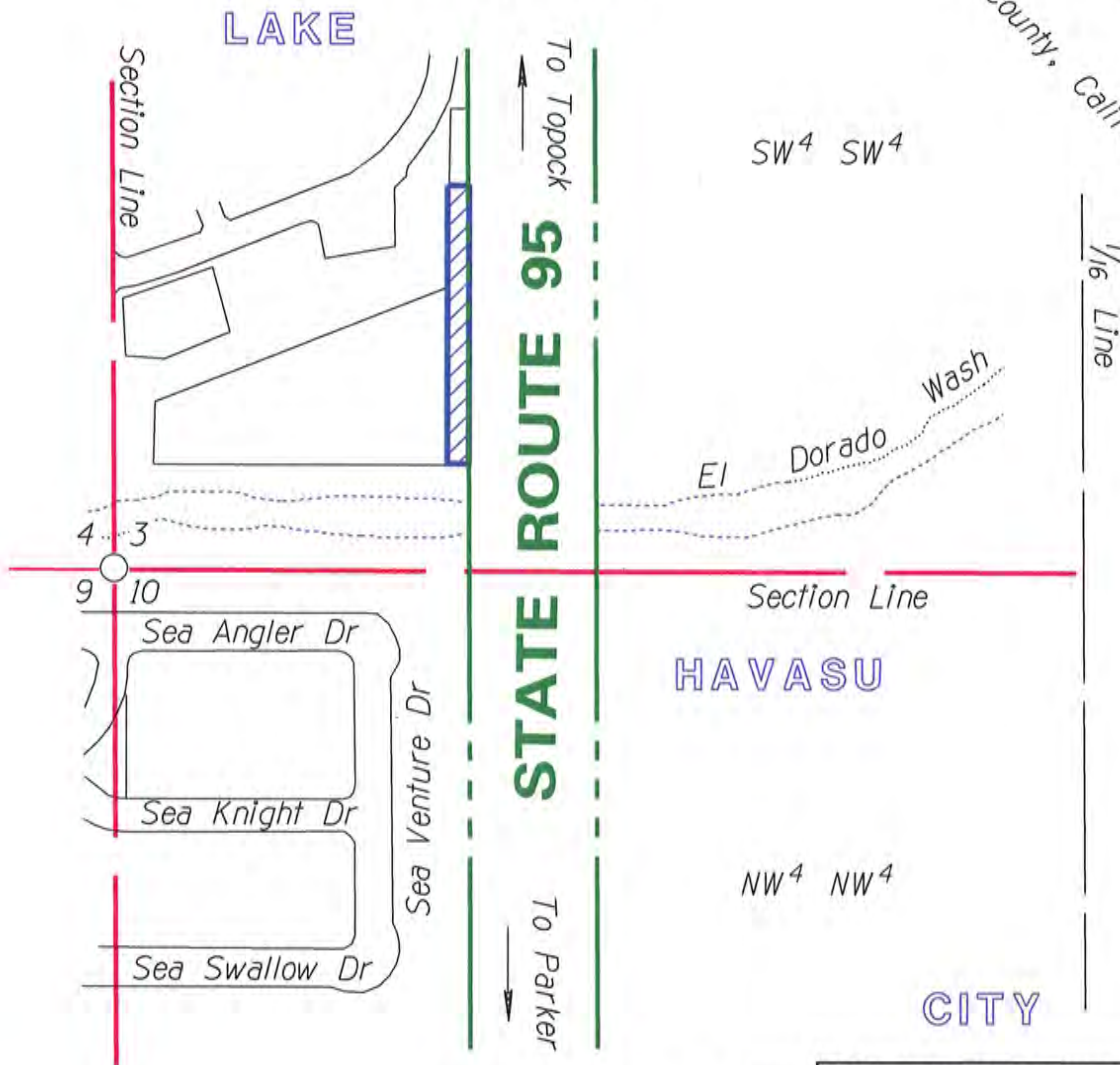 LAKE
County, Calif
Section Line
To Topock
SW⁴ SW⁴
1/16 Line
STATE ROUTE 95
El Dorado Wash
4 3
9 10
Section Line
Sea Angler Dr
HAVASU
Sea Venture Dr
Sea Knight Dr
NW⁴ NW⁴
To Parker
Sea Swallow Dr
CITY